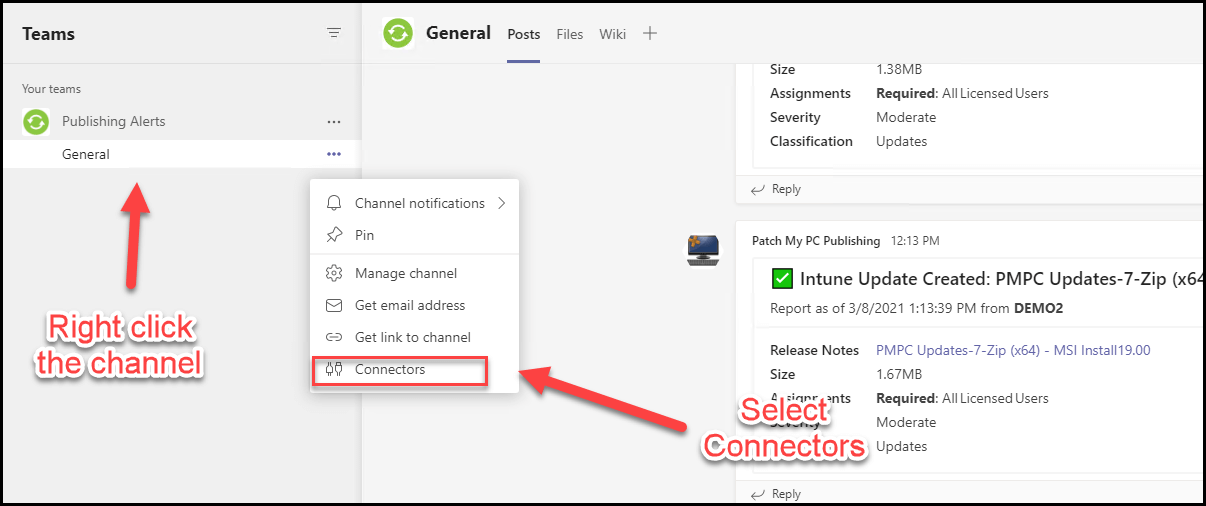 Teams
Your teams
Publishing Alerts
General
Right click
the channel
Channel notifications
Pin
Manage channel
Get email address
Get link to channel
Connectors
Select
Connectors
General Posts Files Wiki
Size 1.38MB
Assignments Required: All Licensed Users
Severity Moderate
Classification Updates
Reply
Patch My PC Publishing 12:13 PM
Intune Update Created: PMPC Updates-7-Zip (x64
Report as of 3/8/2021 1:13:39 PM from DEMO2
Release Notes PMPC Updates-7-Zip (x64) - MSI Install19.00
Size 1.67MB
Assignments Required: All Licensed Users
Severity Moderate
Updates
Reply